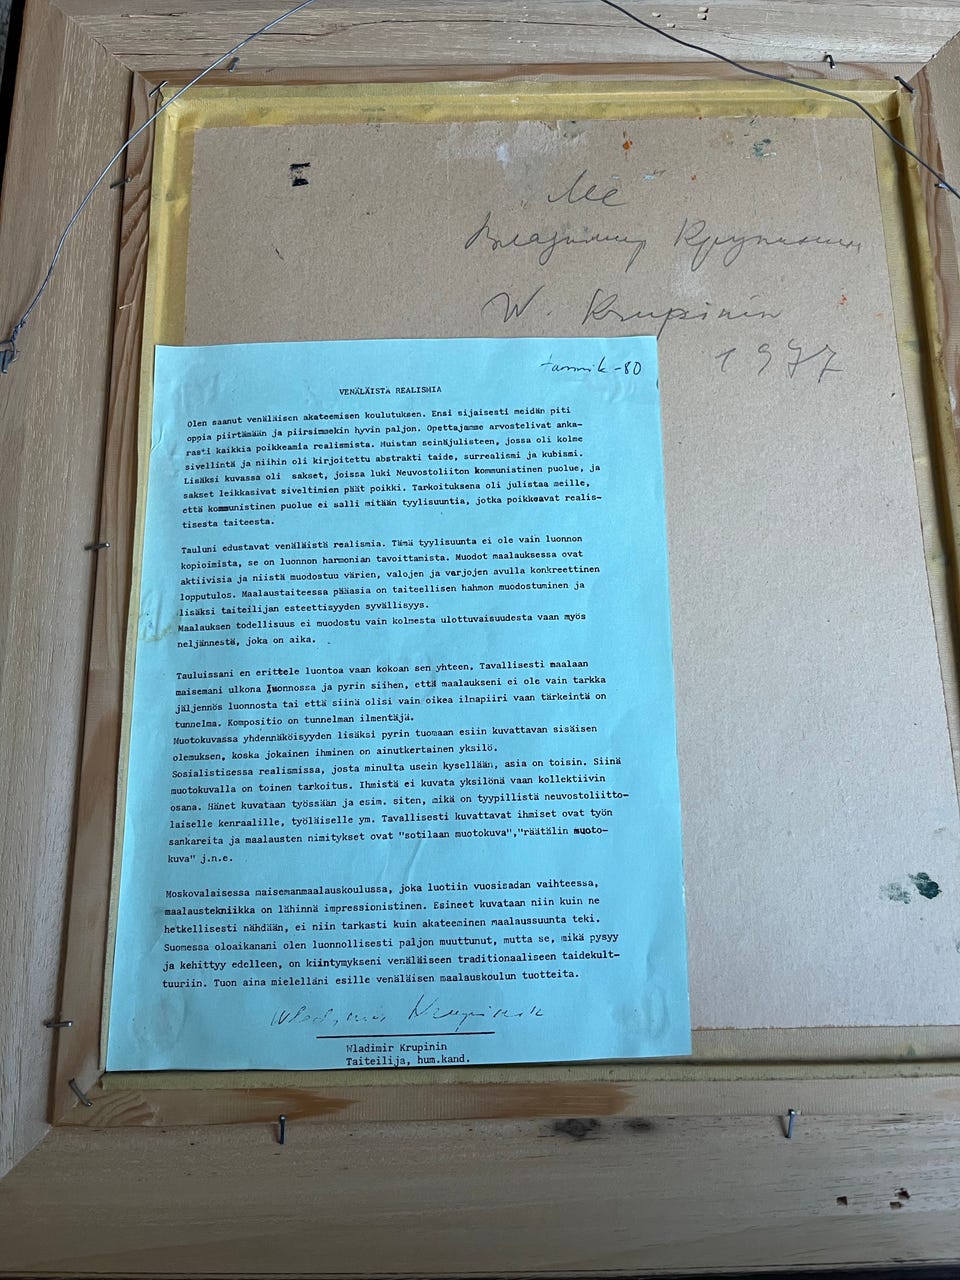 Владимир Крупинин
W. Krupinin
1977
tammik -80
VENÄLÄISTÄ REALISMIA
Olen saanut venäläisen akateemisen koulutuksen. Ensi sijaisesti meidän piti
oppia piirtämään ja piirsimmekin hyvin paljon. Opettajamme arvostelivat anka-
rasti kaikkia poikkeamia realismista. Muistan seinäjulisteen, jossa oli kolme
sivellintä ja niihin oli kirjoitettu abstrakti taide, surrealismi ja kubismi.
Lisäksi kuvassa oli sakset, joissa luki Neuvostoliiton kommunistinen puolue, ja
sakset leikkasivat siveltimien päät poikki. Tarkoituksena oli julistaa meille,
että kommunistinen puolue ei salli mitään tyylisuuntia, jotka poikkeavat realis-
tisesta taiteesta.
Tauluni edustavat venäläistä realismia. Tämä tyylisuunta ei ole vain luonnon
kopioimista, se on luonnon harmonian tavoittamista. Muodot maalauksessa ovat
aktiivisia ja niistä muodostuu värien, valojen ja varjojen avulla konkreettinen
lopputulos. Maalaustaiteessa pääasia on taiteellisen hahmon muodostuminen ja
lisäksi taiteilijan esteettisyyden syvällisyys.
Maalauksen todellisuus ei muodostu vain kolmesta ulottuvaisuudesta vaan myös
neljännestä, joka on aika.
Tauluissani en erittele luontoa vaan kokoan sen yhteen. Tavallisesti maalaan
maisemani ulkona luonnossa ja pyrin siihen, että maalaukseni ei ole vain tarkka
jäljennös luonnosta tai että siinä olisi vain oikea ilmapiiri vaan tärkeintä on
tunnelma. Kompositio on tunnelman ilmentäjä.
Muotokuvassa yhdennäköisyyden lisäksi pyrin tuomaan esiin kuvattavan sisäisen
olemuksen, koska jokainen ihminen on ainutkertainen yksilö.
Sosialistisessa realismissa, josta minulta usein kysellään, asia on toisin. Siinä
muotokuvalla on toinen tarkoitus. Ihmistä ei kuvata yksilönä vaan kollektiivin
osana. Hänet kuvataan työssään ja esim. siten, mikä on tyypillistä neuvostoliitto-
laiselle kenraalille, työläiselle ym. Tavallisesti kuvattavat ihmiset ovat työn
sankareita ja maalausten nimitykset ovat "sotilaan muotokuva","räätälin muoto-
kuva" j.n.e.
Moskovalaisessa maisemanmaalauskoulussa, joka luotiin vuosisadan vaihteessa,
maalaustekniikka on lähinnä impressionistinen. Esineet kuvataan niin kuin ne
hetkellisesti nähdään, ei niin tarkasti kuin akateeminen maalaussuunta teki.
Suomessa oloaikanani olen luonnollisesti paljon muuttunut, mutta se, mikä pysyy
ja kehittyy edelleen, on kiintymykseni venäläiseen traditionaaliseen taidekult-
tuuriin. Tuon aina mielelläni esille venäläisen maalauskoulun tuotteita.
Wladimir Krupinin
Taiteilija, hum.kand.